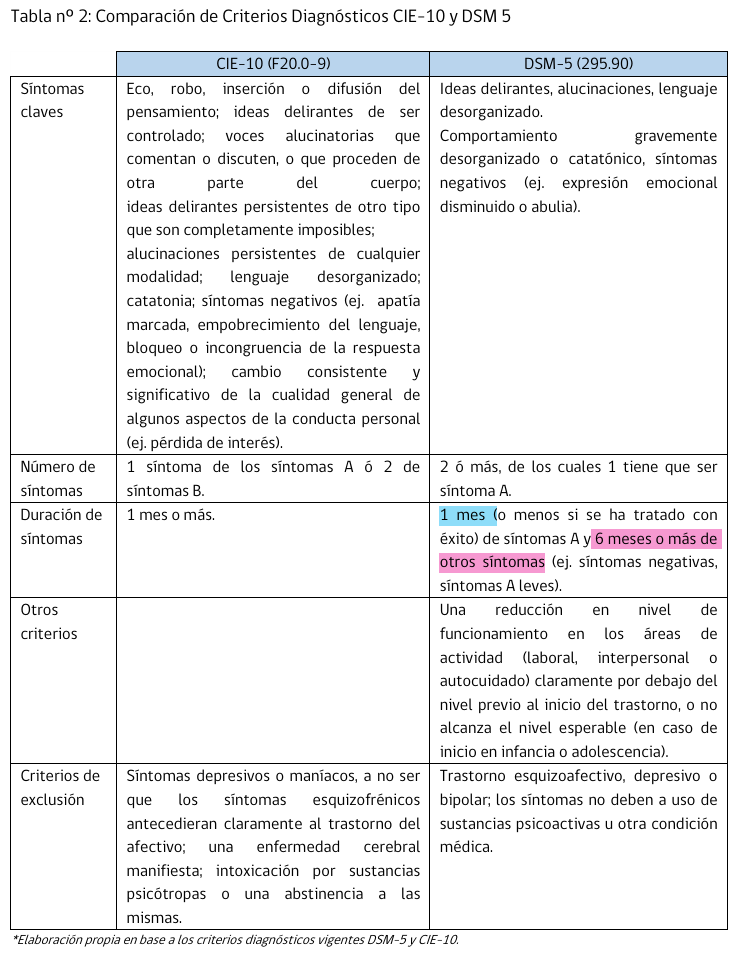 Tabla nº 2: Comparación de Criterios Diagnósticos CIE-10 y DSM 5
CIE-10 (F20.0-9)
DSM-5 (295.90)
Síntomas
claves
Eco, robo, inserción o difusión del
pensamiento; ideas delirantes de ser
controlado; voces alucinatorias que
comentan o discuten, o que proceden de
otra parte del cuerpo;
ideas delirantes persistentes de otro tipo
que son completamente imposibles;
alucinaciones persistentes de cualquier
modalidad; lenguaje desorganizado;
catatonia; síntomas negativos (ej. apatía
marcada, empobrecimiento del lenguaje,
bloqueo o incongruencia de la respuesta
emocional); cambio consistente y
significativo de la cualidad general de
algunos aspectos de la conducta personal
(ej. pérdida de interés).
Ideas delirantes, alucinaciones, lenguaje
desorganizado.
Comportamiento gravemente
desorganizado o catatónico, síntomas
negativos (ej. expresión emocional
disminuido o abulia).
Número de
síntomas
1 síntoma de los síntomas A ó 2 de
síntomas B.
2 ó más, de los cuales 1 tiene que ser
síntoma A.
Duración de
síntomas
1 mes o más.
1 mes (o menos si se ha tratado con
éxito) de síntomas A y 6 meses o más de
otros síntomas (ej. síntomas negativas,
síntomas A leves).
Otros
criterios
Una reducción en nivel de
funcionamiento en los áreas de
actividad (laboral, interpersonal o
autocuidado) claramente por debajo del
nivel previo al inicio del trastorno, o no
alcanza el nivel esperable (en caso de
inicio en infancia o adolescencia).
Criterios de
exclusión
Síntomas depresivos o maníacos, a no ser
que los síntomas esquizofrénicos
antecedieran claramente al trastorno del
afectivo; una enfermedad cerebral
manifiesta; intoxicación por sustancias
psicótropas o una abstinencia a las
mismas.
Trastorno esquizoafectivo, depresivo o
bipolar; los síntomas no deben a uso de
sustancias psicoactivas u otra condición
médica.
*Elaboración propia en base a los criterios diagnósticos vigentes DSM-5 y CIE-10.